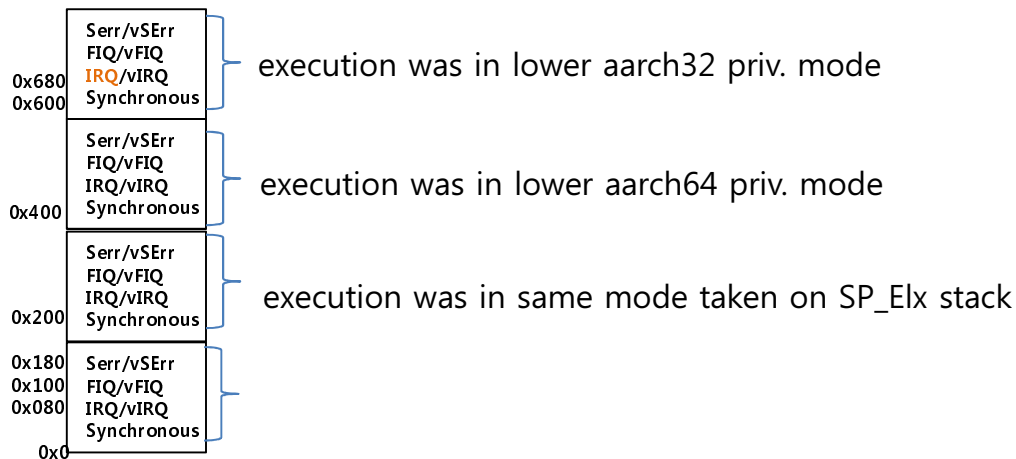 Serr/vSErr
FIQ/vFIQ
0x680 IRQ/vIRQ
0x600 Synchronous
execution was in lower aarch32 priv. mode
Serr/vSErr
FIQ/vFIQ
IRQ/vIRQ
0x400 Synchronous
execution was in lower aarch64 priv. mode
Serr/vSErr
FIQ/vFIQ
IRQ/vIRQ
0x200 Synchronous
execution was in same mode taken on SP_Elx stack
0x180 Serr/vSErr
0x100 FIQ/vFIQ
0x080 IRQ/vIRQ
Synchronous
0x0